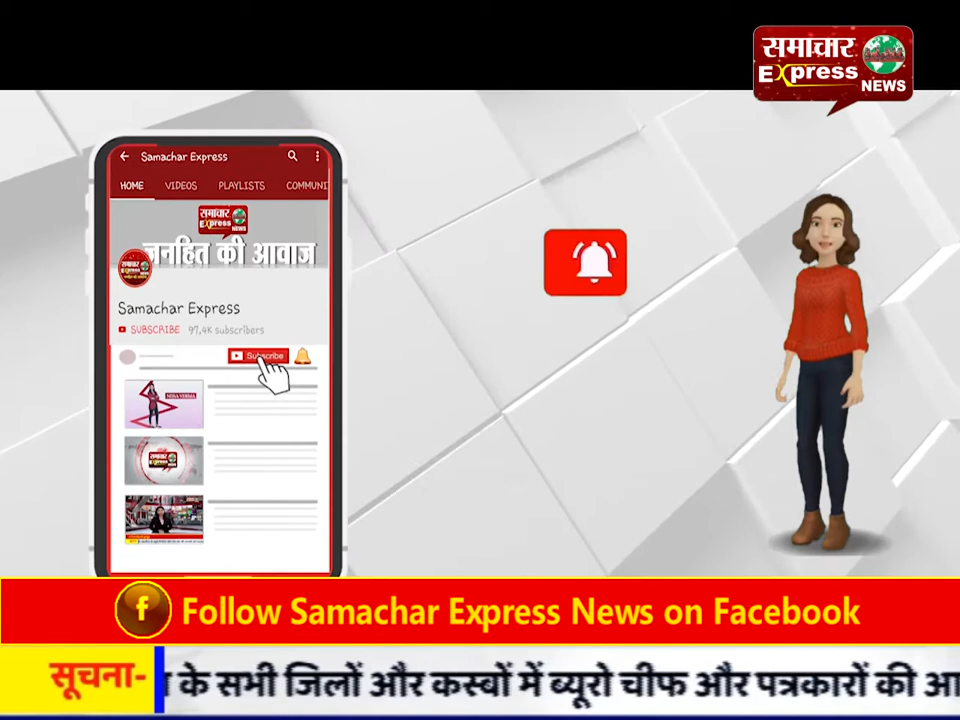 समाचार
Express
NEWS
Samachar Express
HOME VIDEOS PLAYLISTS COMMUNI
समाचार
Express
NEWS
जनहित की आवाज
Samachar Express
SUBSCRIBE 97.4K subscribers
Subscribe
f Follow Samachar Express News on Facebook
सूचना- के सभी जिलों और कस्बों में ब्यूरो चीफ और पत्रकारों की आ